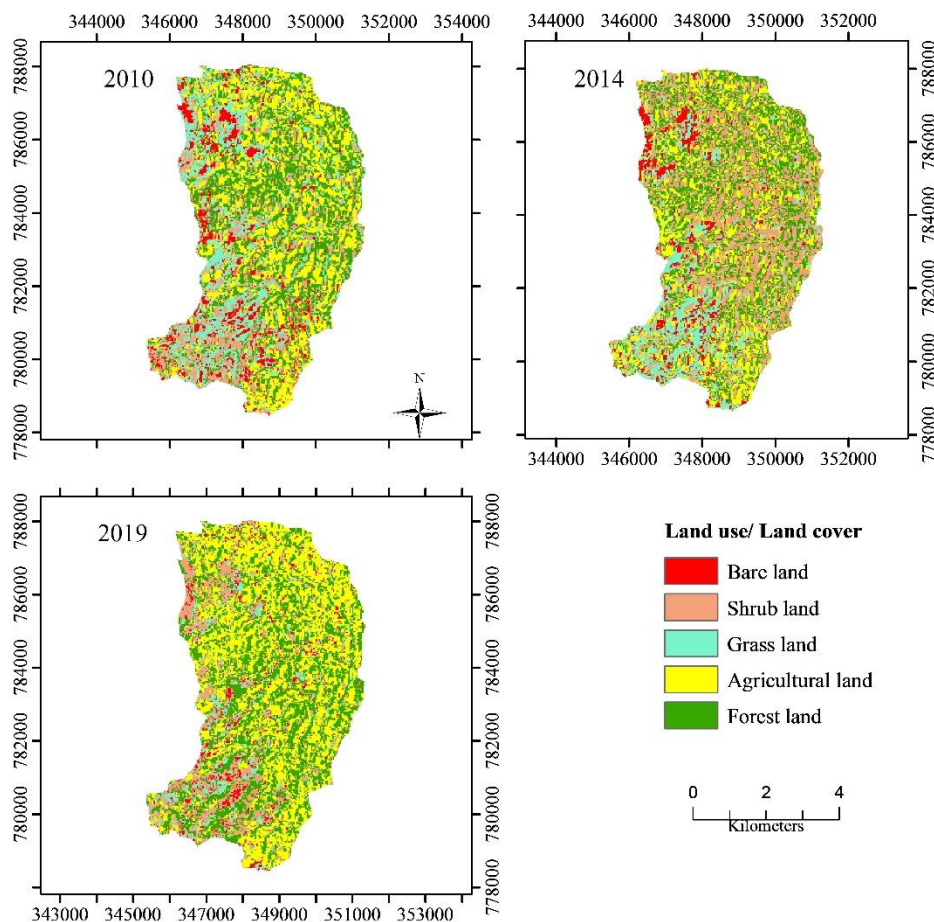 344000 346000 348000 350000 352000 354000
344000 346000 348000 350000 352000
2010
788000
786000
784000
782000
780000
778000
N
2014
788000
786000
784000
782000
780000
778000
344000 346000 348000 350000 352000
2019
788000
786000
784000
782000
780000
778000
788000
786000
784000
782000
780000
778000
343000 345000 347000 349000 351000 353000
Land use/ Land cover
Bare land
Shrub land
Grass land
Agricultural land
Forest land
0 2 4
Kilometers